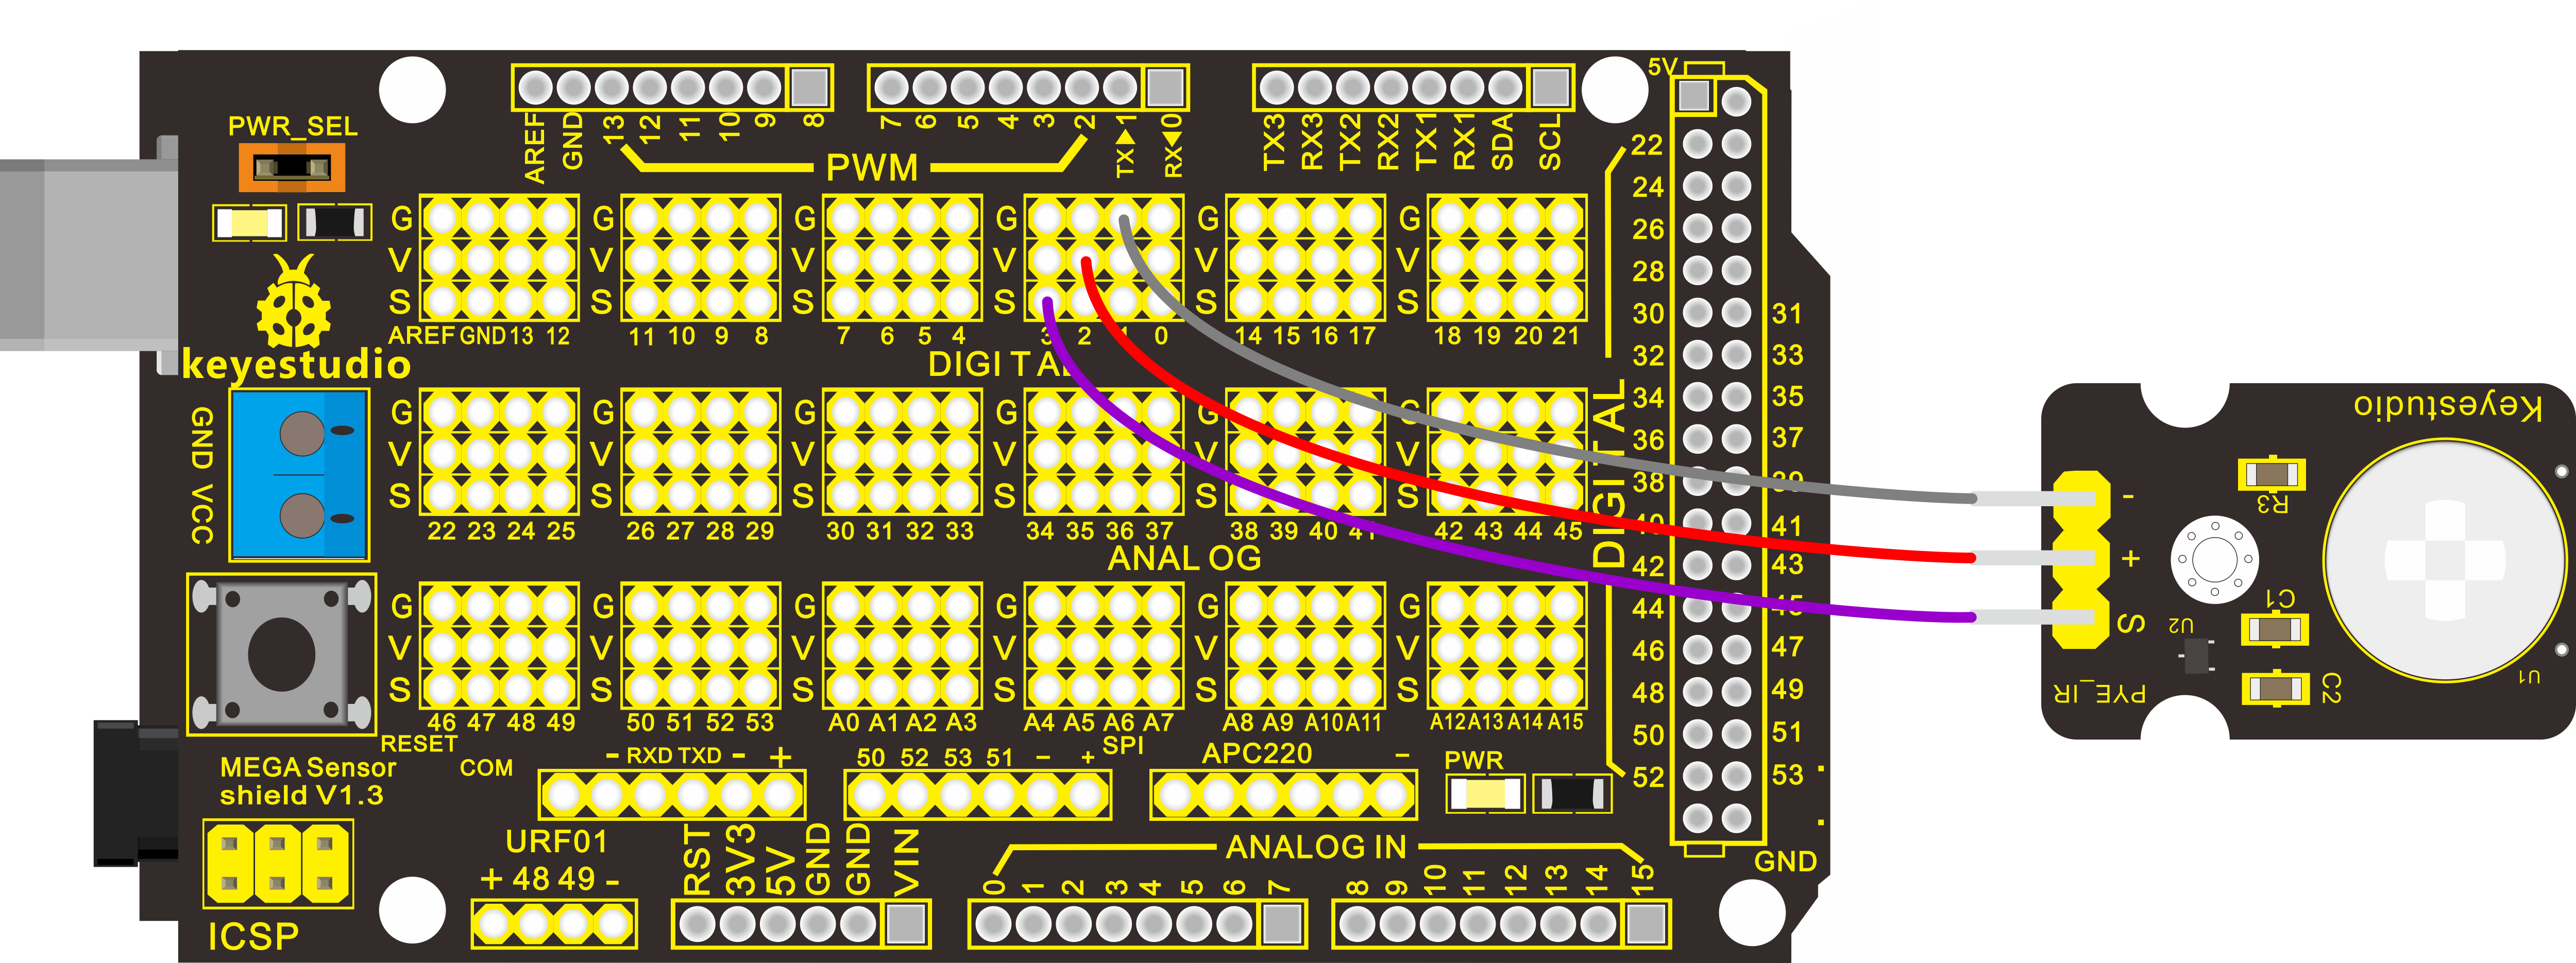 5V
AREF GND 13 12 11 10 9 8
7 6 5 4 3 2 TX▶1 RX◀0
TX3 RX3 TX2 RX2 TX1 RX1 SDA SCL
PWR_SEL
PWM
G G G G G G
V V V V V V
S S S S S S
AREF GND 13 12 11 10 9 8 7 6 5 4 3 2 1 0 14 15 16 17 18 19 20 21
DIGITAL
keyestudio
GND VCC
G G G G G G
V V V V V V
S S S S S S
22 23 24 25 26 27 28 29 30 31 32 33 34 35 36 37 38 39 40 41 42 43 44 45
ANALOG
G G G G G G
V V V V V V
S S S S S S
46 47 48 49 50 51 52 53 A0 A1 A2 A3 A4 A5 A6 A7 A8 A9 A10 A11 A12 A13 A14 A15
RESET
COM
- RXD TXD - +
50 52 53 51 - +
SPI
APC220 -
PWR
MEGA Sensor
shield V1.3
ICSP
URF01
+ 48 49 -
RST 3V3 5V GND GND VIN
ANALOG IN
0 1 2 3 4 5 6 7
8 9 10 11 12 13 14 15
DIGITAL
22
24
26
28
30 31
32 33
34 35
36 37
38 39
40 41
42 43
44 45
46 47
48 49
50 51
52 53
GND
Keyestudio
R3
-
+
S
C1
U2
C2
U1
PYE_IR